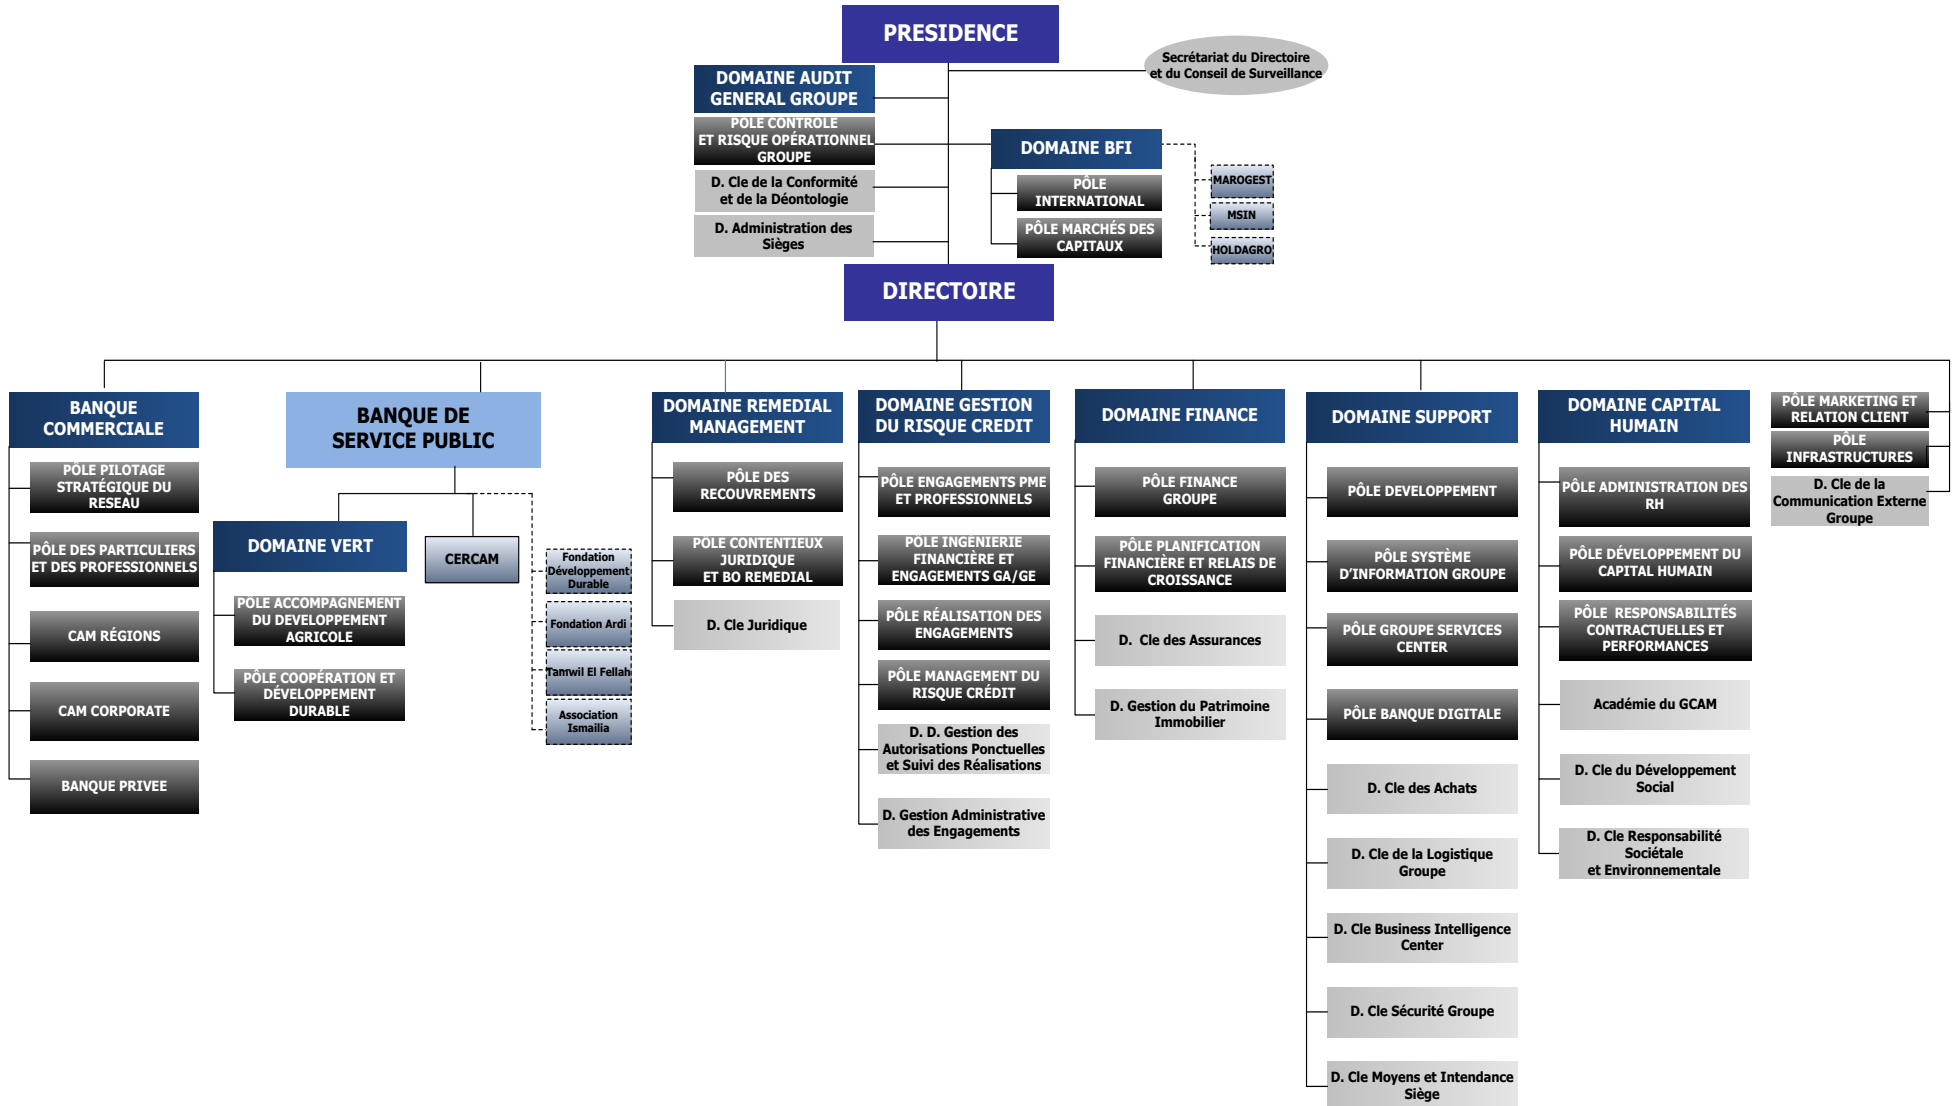 PRESIDENCE
Secrétariat du Directoire
et du Conseil de Surveillance
DOMAINE AUDIT
GENERAL GROUPE
PÔLE CONTRÔLE
ET RISQUE OPÉRATIONNEL
GROUPE
D. Cle de la Conformité
et de la Déontologie
D. Administration des
Sièges
DOMAINE BFI
PÔLE
INTERNATIONAL
PÔLE MARCHÉS DES
CAPITAUX
MAROGEST
MSIN
HOLDAGRO
DIRECTOIRE
BANQUE
COMMERCIALE
PÔLE PILOTAGE
STRATÉGIQUE DU
RESEAU
PÔLE DES PARTICULIERS
ET DES PROFESSIONNELS
CAM RÉGIONS
CAM CORPORATE
BANQUE PRIVEE
BANQUE DE
SERVICE PUBLIC
DOMAINE VERT
PÔLE ACCOMPAGNEMENT
DU DEVELOPPEMENT
AGRICOLE
PÔLE COOPÉRATION ET
DÉVELOPPEMENT
DURABLE
CERCAM
Fondation
Développement
Durable
Fondation Ardi
Tamwil El Fellah
Association
Ismailia
DOMAINE REMEDIAL
MANAGEMENT
PÔLE DES
RECOUVREMENTS
PÔLE CONTENTIEUX
JURIDIQUE
ET BO REMEDIAL
D. Cle Juridique
DOMAINE GESTION
DU RISQUE CREDIT
PÔLE ENGAGEMENTS PME
ET PROFESSIONNELS
PÔLE INGENIERIE
FINANCIÈRE ET
ENGAGEMENTS GA/GE
PÔLE RÉALISATION DES
ENGAGEMENTS
PÔLE MANAGEMENT DU
RISQUE CRÉDIT
D. D. Gestion des
Autorisations Ponctuelles
et Suivi des Réalisations
D. Gestion Administrative
des Engagements
DOMAINE FINANCE
PÔLE FINANCE
GROUPE
PÔLE PLANIFICATION
FINANCIÈRE ET RELAIS DE
CROISSANCE
D. Cle des Assurances
D. Gestion du Patrimoine
Immobilier
DOMAINE SUPPORT
PÔLE DEVELOPPEMENT
PÔLE SYSTÈME
D'INFORMATION GROUPE
PÔLE GROUPE SERVICES
CENTER
PÔLE BANQUE DIGITALE
D. Cle des Achats
D. Cle de la Logistique
Groupe
D. Cle Business Intelligence
Center
D. Cle Sécurité Groupe
D. Cle Moyens et Intendance
Siège
DOMAINE CAPITAL
HUMAIN
PÔLE ADMINISTRATION DES
RH
PÔLE DÉVELOPPEMENT DU
CAPITAL HUMAIN
PÔLE RESPONSABILITÉS
CONTRACTUELLES ET
PERFORMANCES
Académie du GCAM
D. Cle du Développement
Social
D. Cle Responsabilité
Sociétale
et Environnementale
PÔLE MARKETING ET
RELATION CLIENT
PÔLE
INFRASTRUCTURES
D. Cle de la
Communication Externe
Groupe